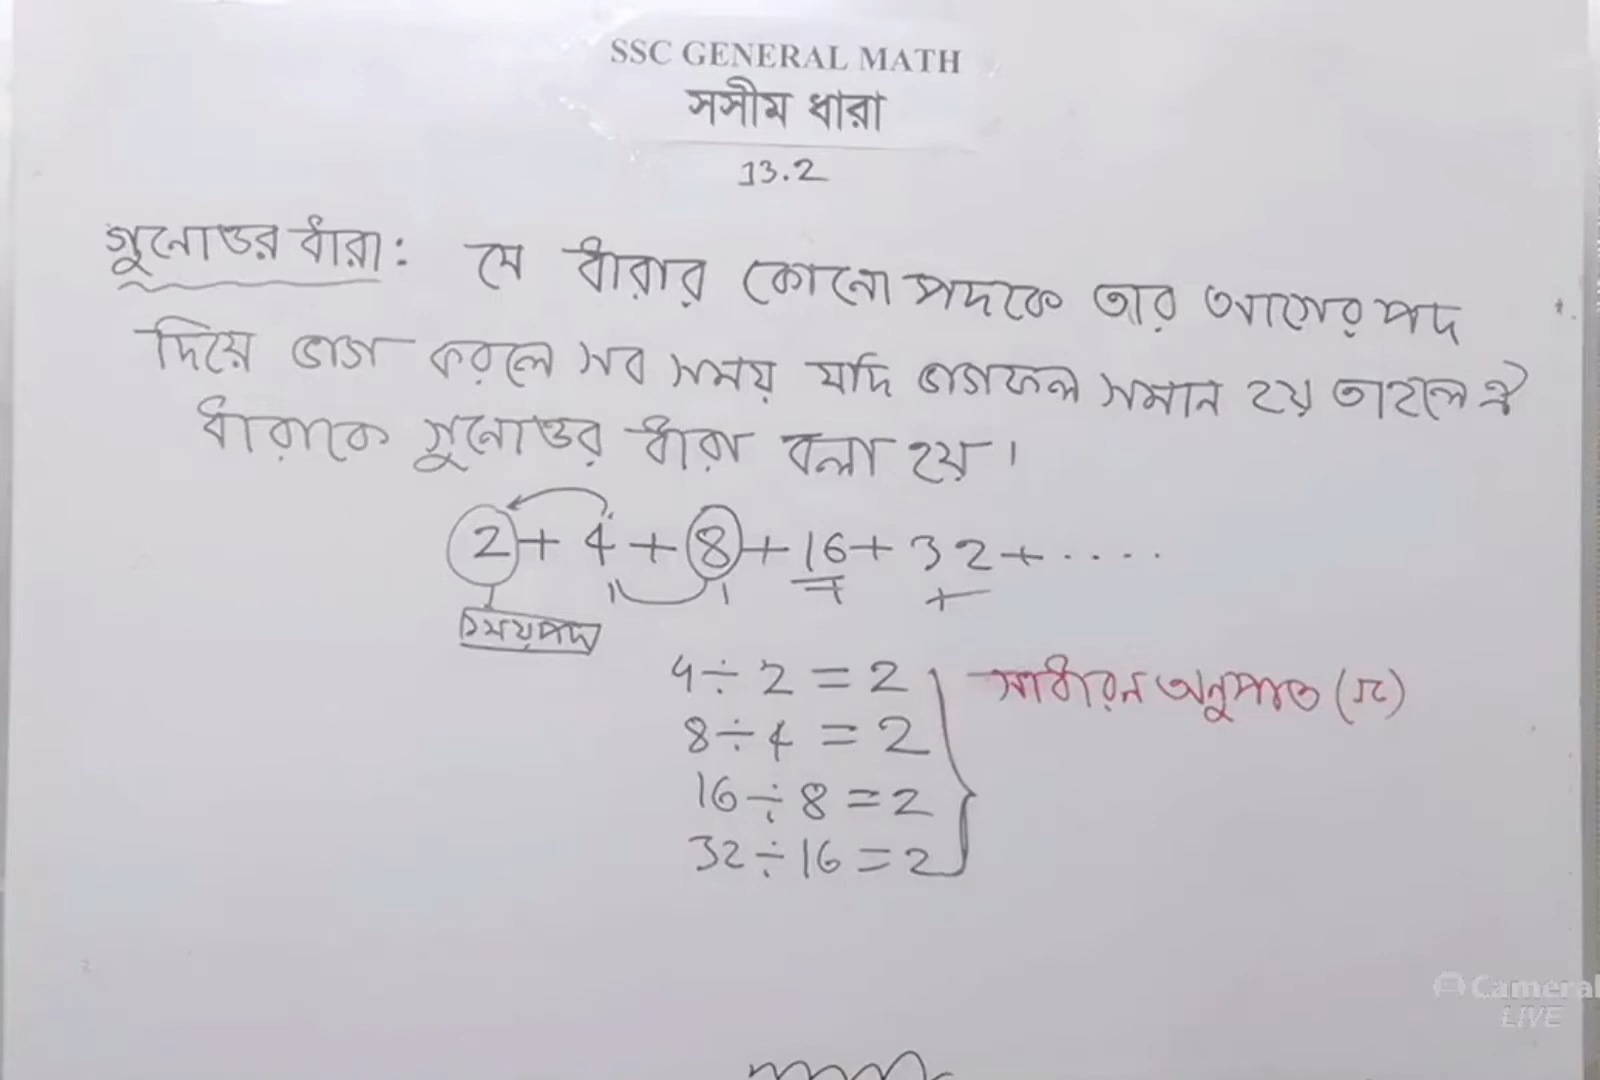 SSC GENERAL MATH
সসীম ধারা
13.2
গুনোত্তর ধারা : যে ধারার কোনো পদকে তার আগের পদ
দিয়ে ভাগ করলে সব সময় যদি ভাগফল সমান হয় তাহলে ঐ
ধারাকে গুনোত্তর ধারা বলা হয়।
2 + 4 + 8 + 16 + 32 + ....
১ময়পদ
4 ÷ 2 = 2
সাধারন অনুপাত (r)
8 ÷ 4 = 2
16 ÷ 8 = 2
32 ÷ 16 = 2
Camera
LIVE